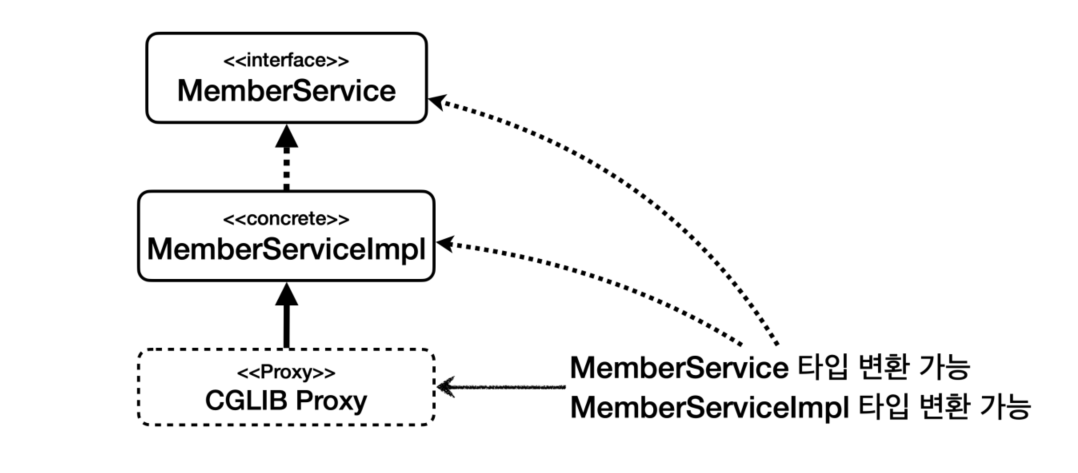 <<interface>>
MemberService
<<concrete>>
MemberServiceImpl
<<Proxy>>
CGLIB Proxy
MemberService 타입 변환 가능
MemberServiceImpl 타입 변환 가능